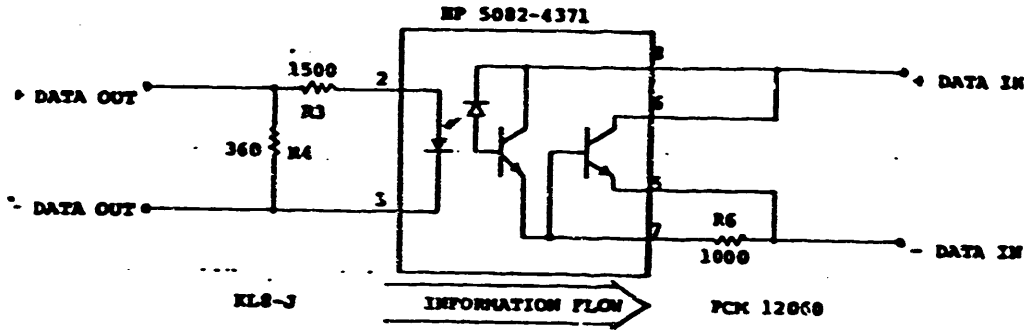 HP 5082-4371
8
1500
2
+ DATA OUT
+ DATA IN
R3
6
360 R4
5
3
- DATA OUT
R6
7
- DATA IN
1000
KL8-J
INFORMATION FLOW
PCM 12060